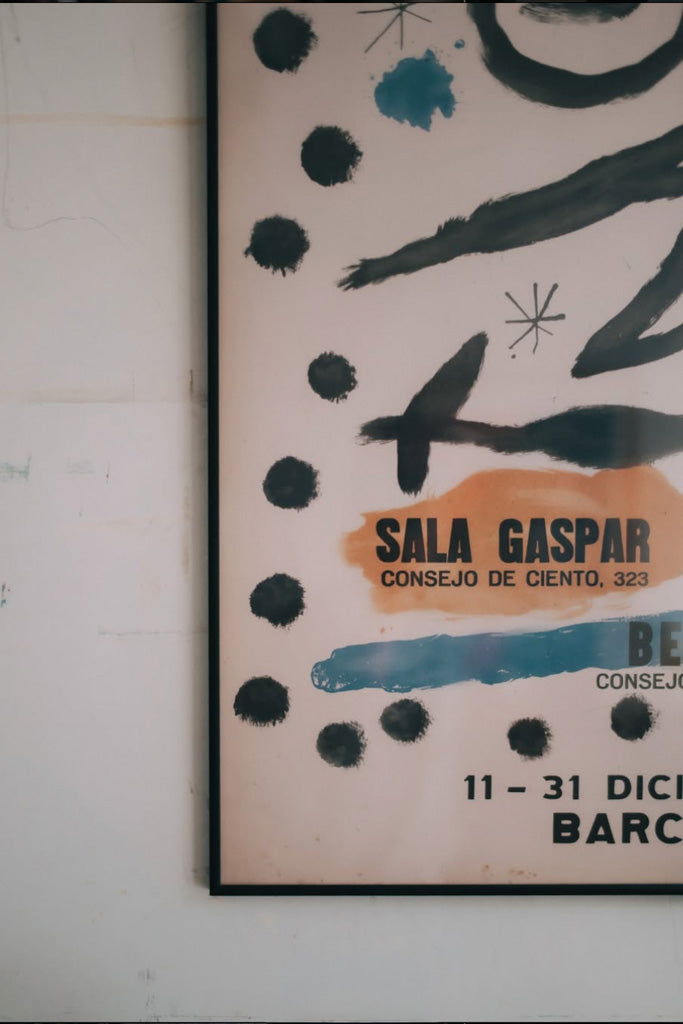 SALA GASPAR
CONSEJO DE CIENTO, 323
BE
CONSEJO
11 – 31 DICI
BARC